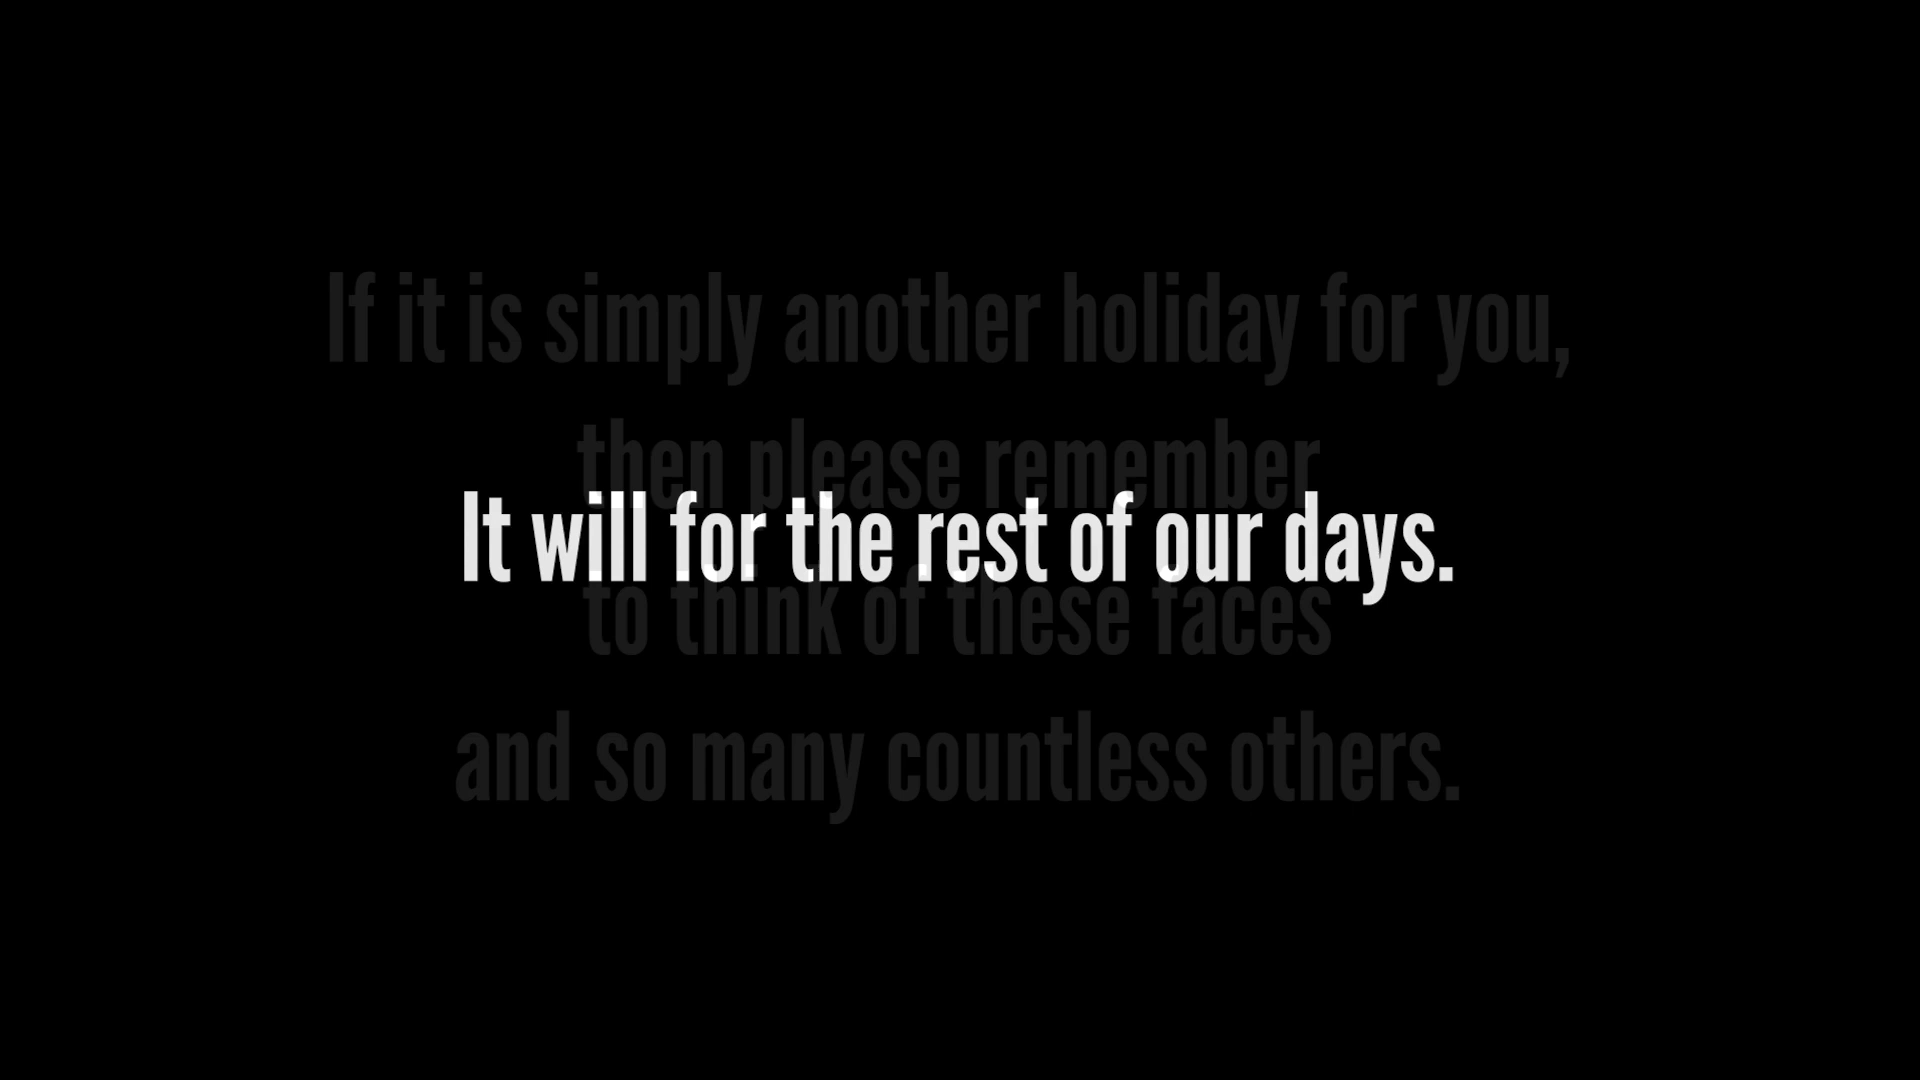 If it is simply another holiday for you,
then please remember
It will for the rest of our days.
to think of these faces
and so many countless others.